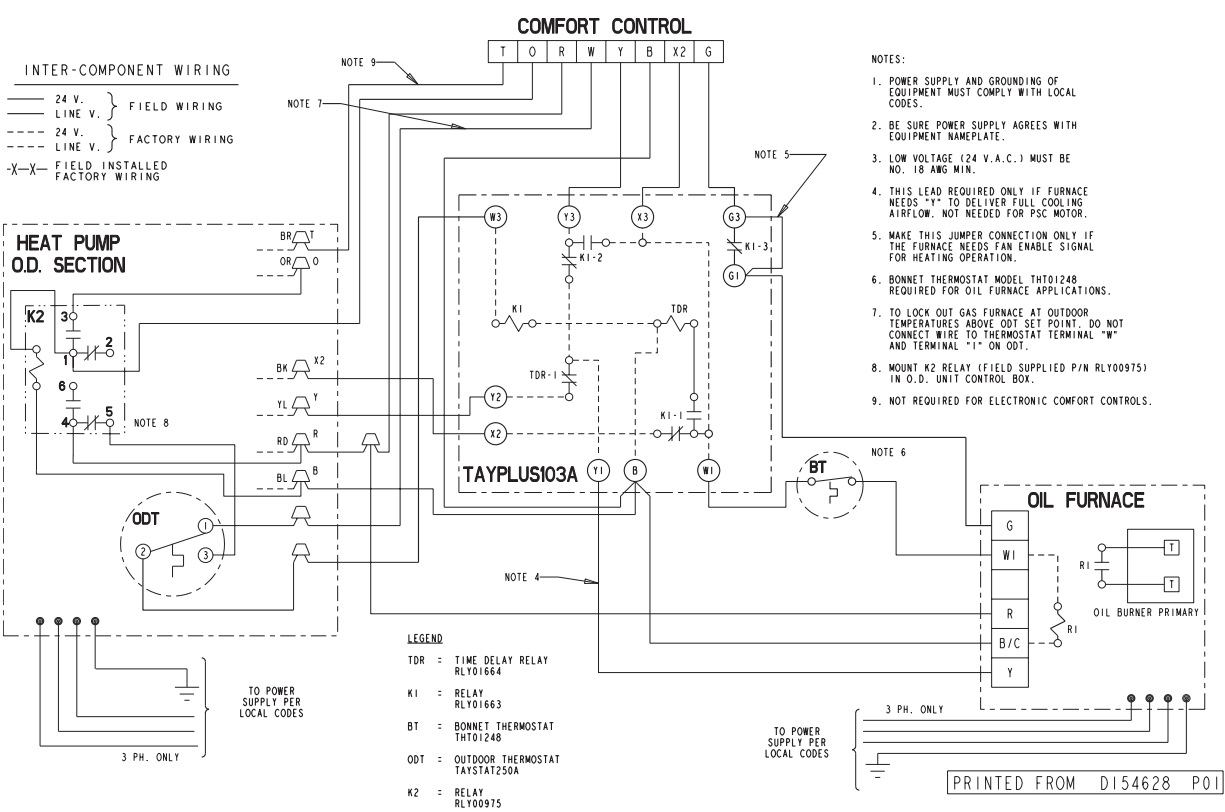 COMFORT CONTROL
T O R W Y B X2 G
INTER-COMPONENT WIRING
24 V.
LINE V.
FIELD WIRING
24 V.
LINE V.
FACTORY WIRING
-X—X- FIELD INSTALLED
FACTORY WIRING
NOTE 9
NOTE 7
NOTE 5
NOTES:
1. POWER SUPPLY AND GROUNDING OF
EQUIPMENT MUST COMPLY WITH LOCAL
CODES.
2. BE SURE POWER SUPPLY AGREES WITH
EQUIPMENT NAMEPLATE.
3. LOW VOLTAGE (24 V.A.C.) MUST BE
NO. 18 AWG MIN.
4. THIS LEAD REQUIRED ONLY IF FURNACE
NEEDS "Y" TO DELIVER FULL COOLING
AIRFLOW. NOT NEEDED FOR PSC MOTOR.
5. MAKE THIS JUMPER CONNECTION ONLY IF
THE FURNACE NEEDS FAN ENABLE SIGNAL
FOR HEATING OPERATION.
6. BONNET THERMOSTAT MODEL THT01248
REQUIRED FOR OIL FURNACE APPLICATIONS.
7. TO LOCK OUT GAS FURNACE AT OUTDOOR
TEMPERATURES ABOVE ODT SET POINT, DO NOT
CONNECT WIRE TO THERMOSTAT TERMINAL "W"
AND TERMINAL "1" ON ODT.
8. MOUNT K2 RELAY (FIELD SUPPLIED P/N RLY00975)
IN O.D. UNIT CONTROL BOX.
9. NOT REQUIRED FOR ELECTRONIC COMFORT CONTROLS.
HEAT PUMP
O.D. SECTION
BR T
OR O
K2
3
2
1
6
5
4
NOTE 8
BK X2
YL Y
RD R
BL B
ODT
1
2
3
W3
Y3
X3
G3
K1-2
K1-3
G1
K1
TDR
TDR-1
Y2
K1-1
X2
TAYPLUS103A
Y1
B
W1
BT
NOTE 6
NOTE 4
OIL FURNACE
G
W1
R
B/C
Y
R1
T
T
R1
OIL BURNER PRIMARY
3 PH. ONLY
TO POWER
SUPPLY PER
LOCAL CODES
TO POWER
SUPPLY PER
LOCAL CODES
3 PH. ONLY
LEGEND
TDR = TIME DELAY RELAY
RLY01664
K1 = RELAY
RLY01663
BT = BONNET THERMOSTAT
THT01248
ODT = OUTDOOR THERMOSTAT
TAYSTAT250A
K2 = RELAY
RLY00975
PRINTED FROM D154628 P01